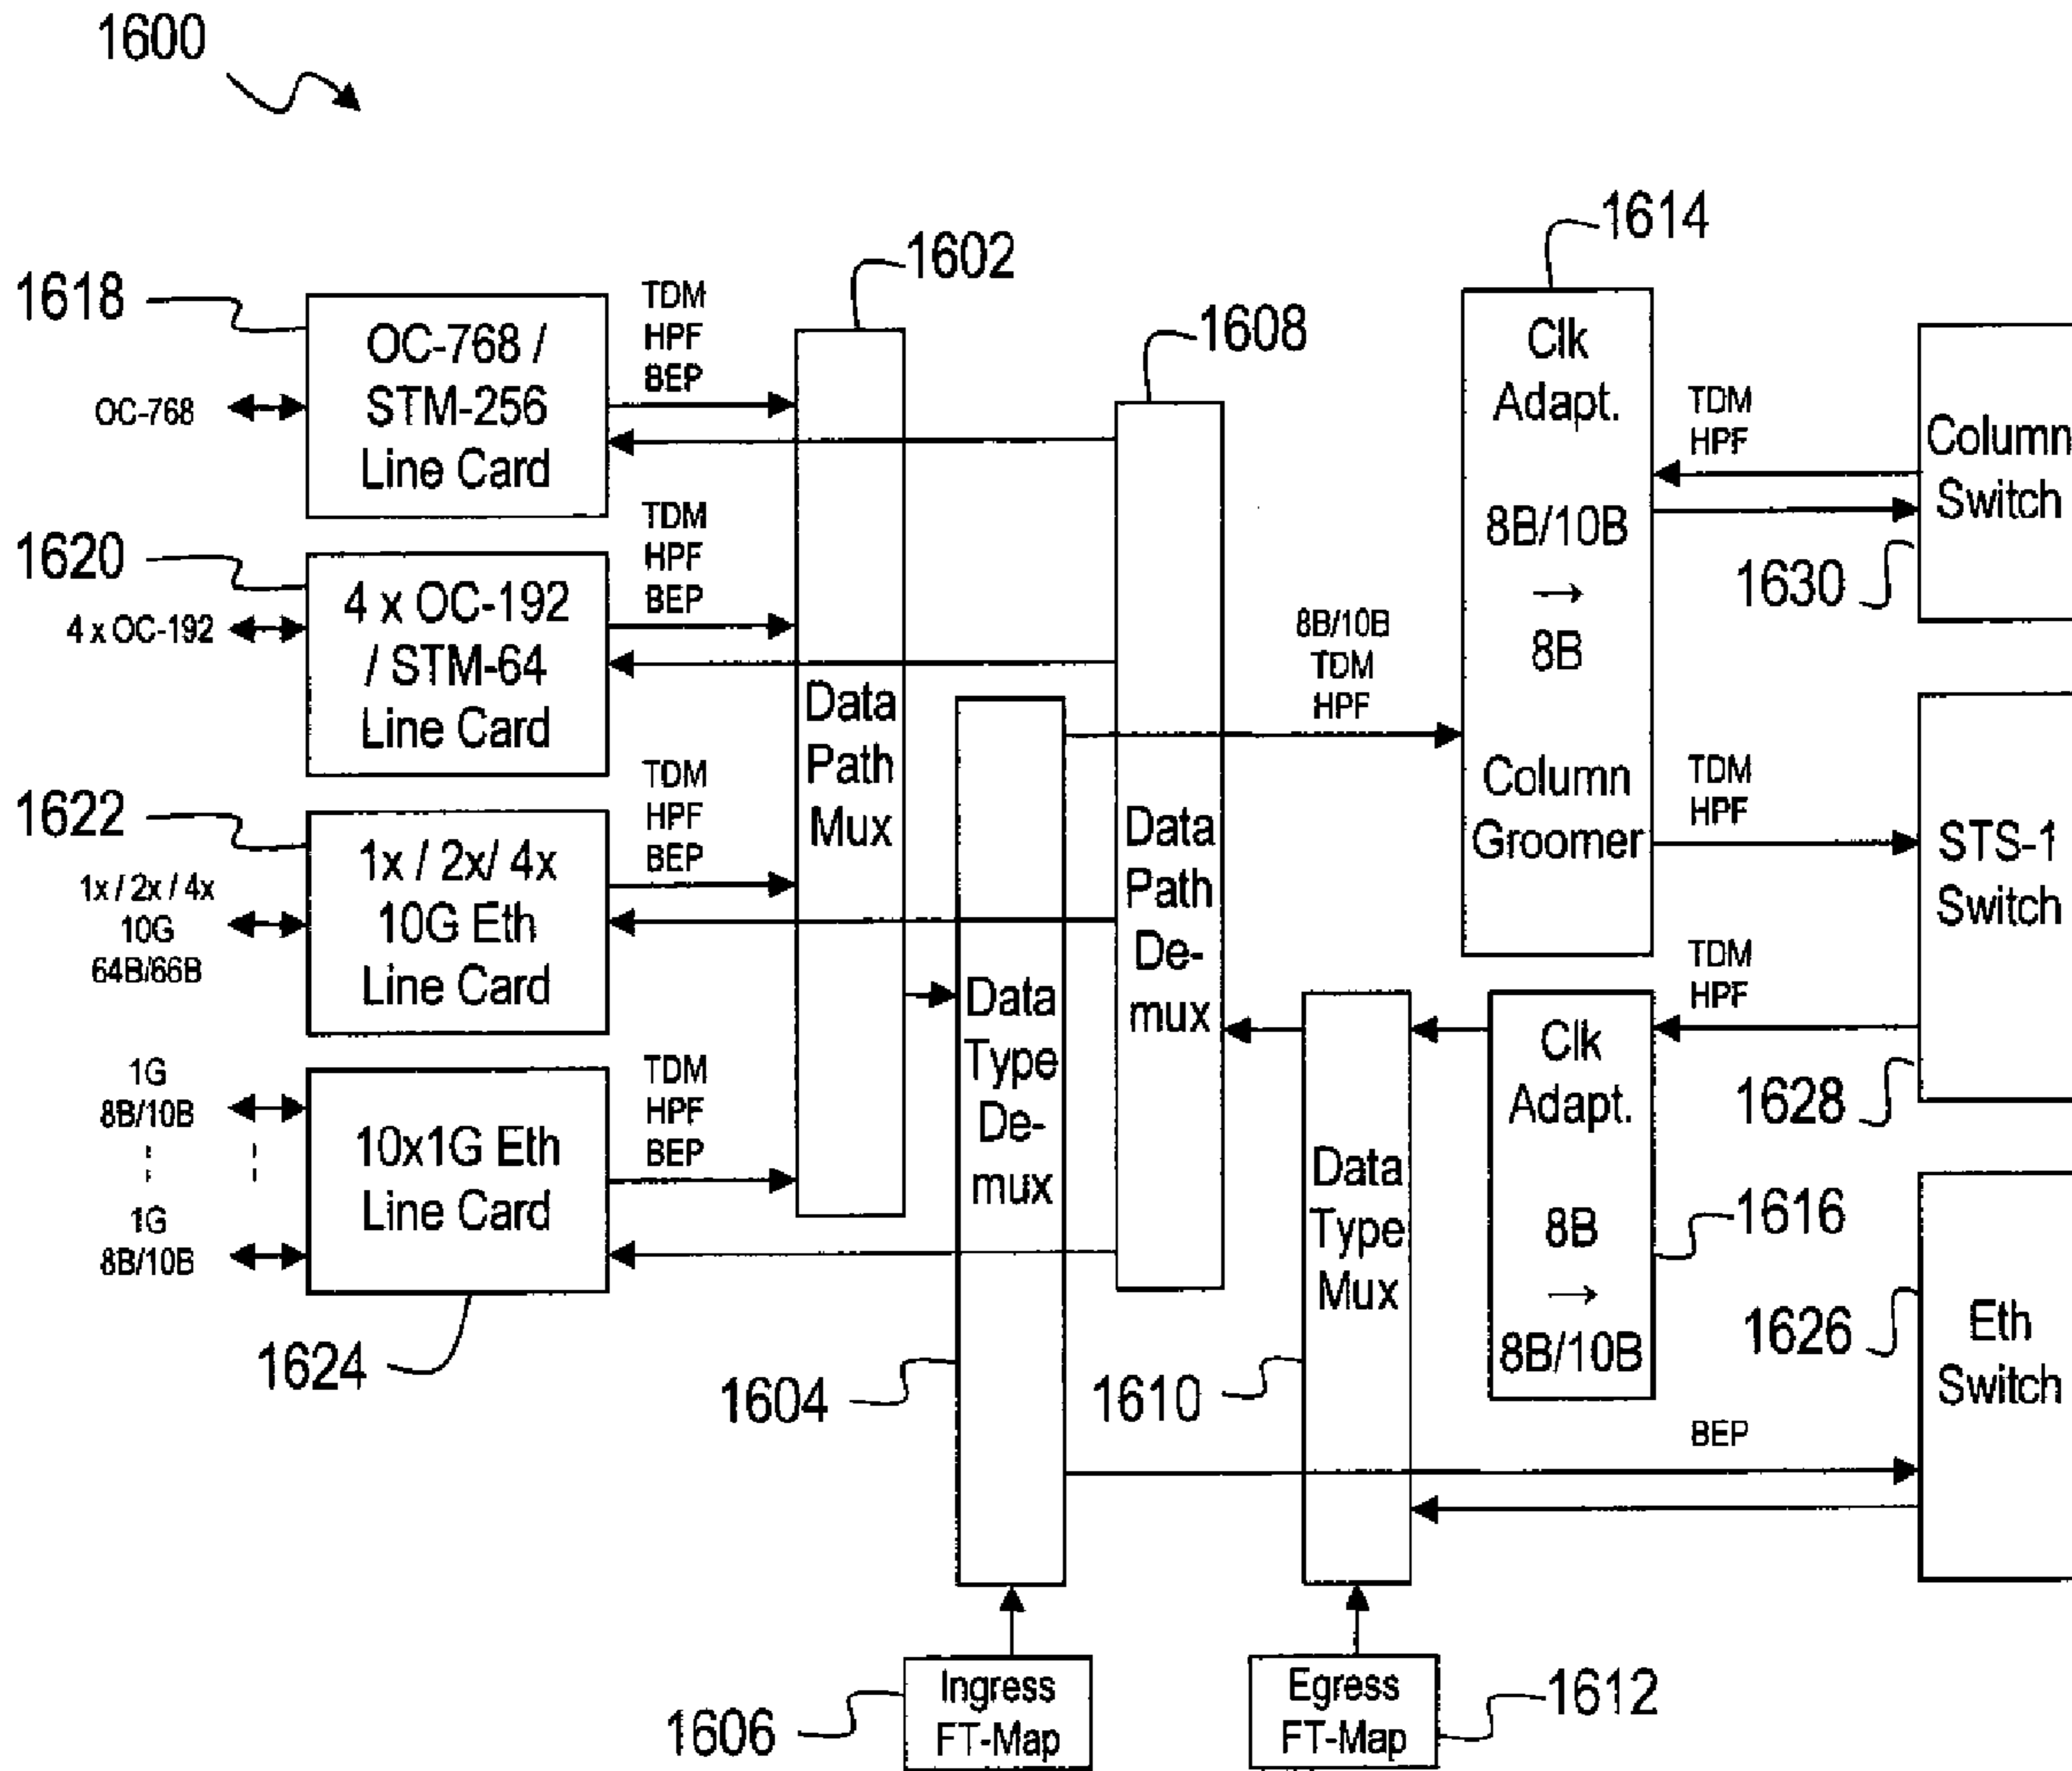 1600
1618
OC-768 /
STM-256
Line Card
OC-768
TDM
HPF
BEP
1602
1608
1614
Clk
Adapt.
8B/10B
→
8B
Column
Groomer
TDM
HPF
Column
Switch
1630
1620
4 x OC-192
/ STM-64
Line Card
4 x OC-192
TDM
HPF
BEP
Data
Path
Mux
8B/10B
TDM
HPF
1622
1x / 2x/ 4x
10G Eth
Line Card
1x / 2x / 4x
10G
64B/66B
TDM
HPF
BEP
Data
Path
De-
mux
TDM
HPF
STS-1
Switch
1628
TDM
HPF
1G
8B/10B
1G
8B/10B
10x1G Eth
Line Card
1624
TDM
HPF
BEP
Data
Type
De-
mux
1604
Data
Type
Mux
1610
Clk
Adapt.
8B
→
8B/10B
1616
1626
Eth
Switch
BEP
1606
Ingress
FT-Map
Egress
FT-Map
1612